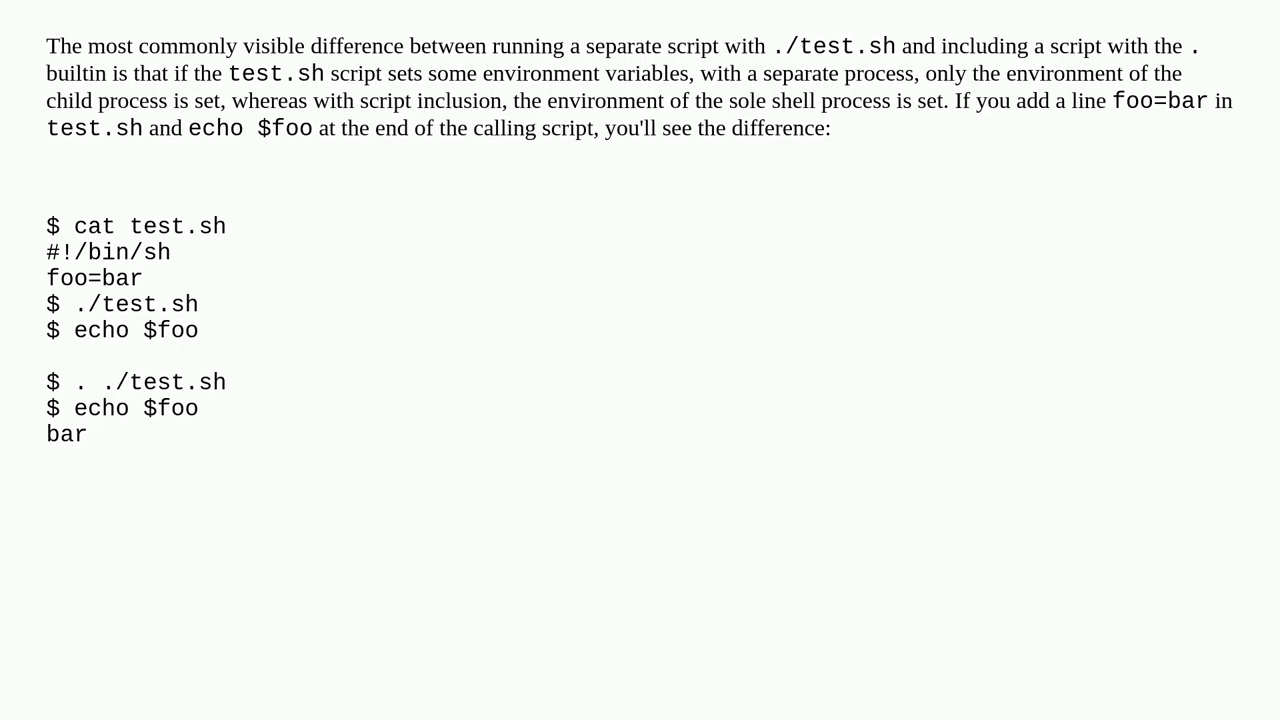 The most commonly visible difference between running a separate script with ./test.sh and including a script with the .
builtin is that if the test.sh script sets some environment variables, with a separate process, only the environment of the
child process is set, whereas with script inclusion, the environment of the sole shell process is set. If you add a line foo=bar in
test.sh and echo $foo at the end of the calling script, you'll see the difference:
$ cat test.sh
#!/bin/sh
foo=bar
$ ./test.sh
$ echo $foo
$ . ./test.sh
$ echo $foo
bar